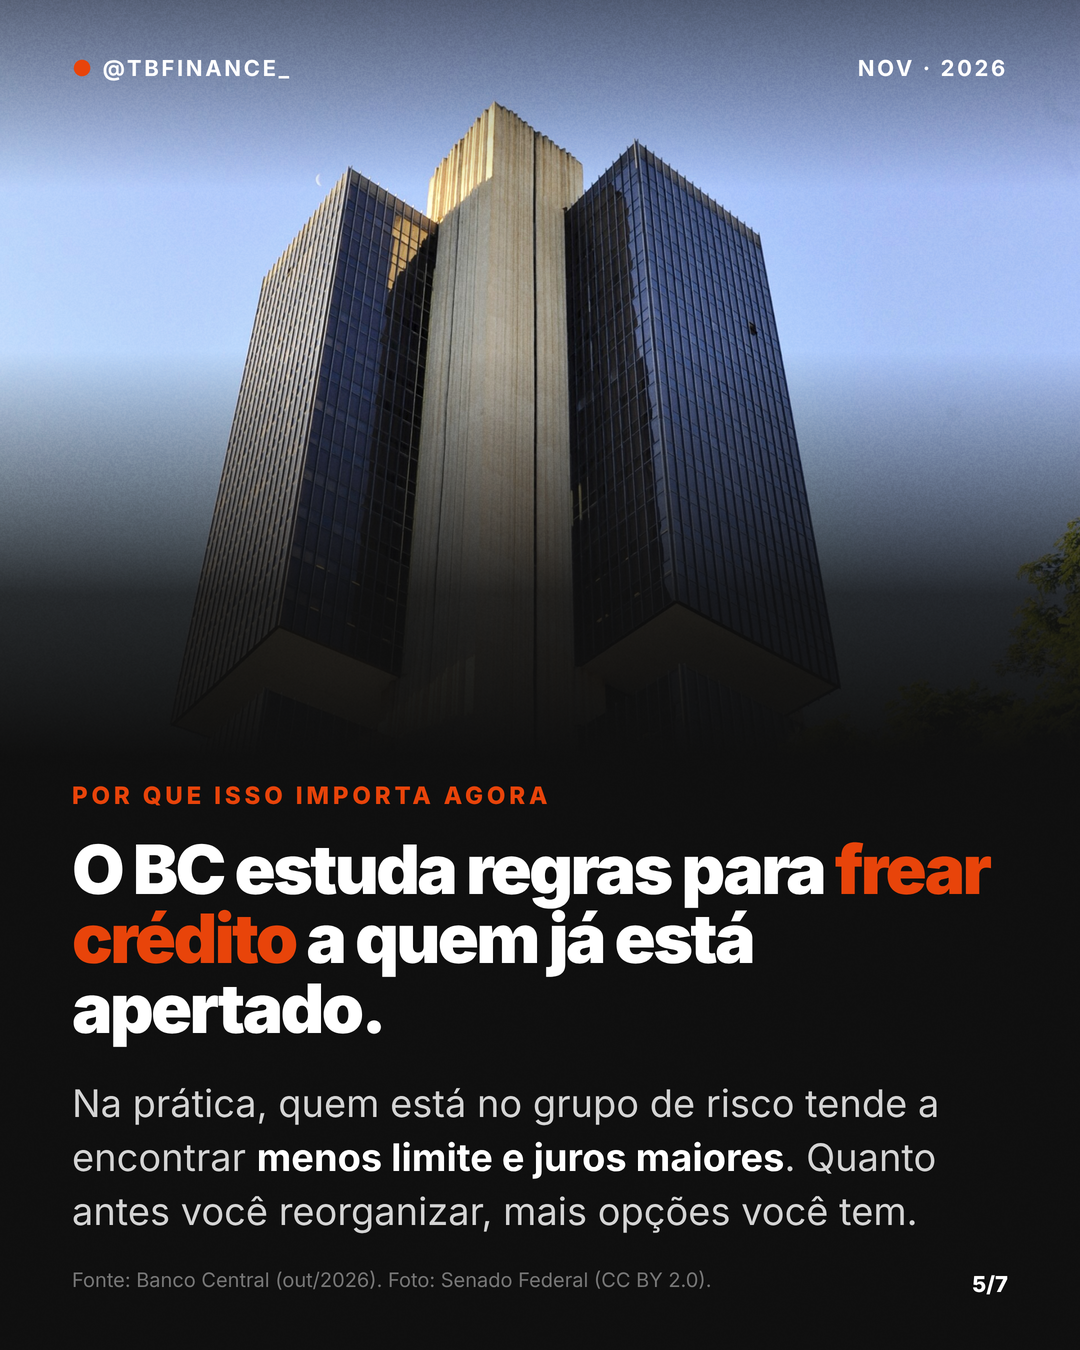 @TBFINANCE_
NOV · 2026
POR QUE ISSO IMPORTA AGORA
O BC estuda regras para frear
crédito a quem já está
apertado.
Na prática, quem está no grupo de risco tende a
encontrar menos limite e juros maiores. Quanto
antes você reorganizar, mais opções você tem.
Fonte: Banco Central (out/2026). Foto: Senado Federal (CC BY 2.0).
5/7